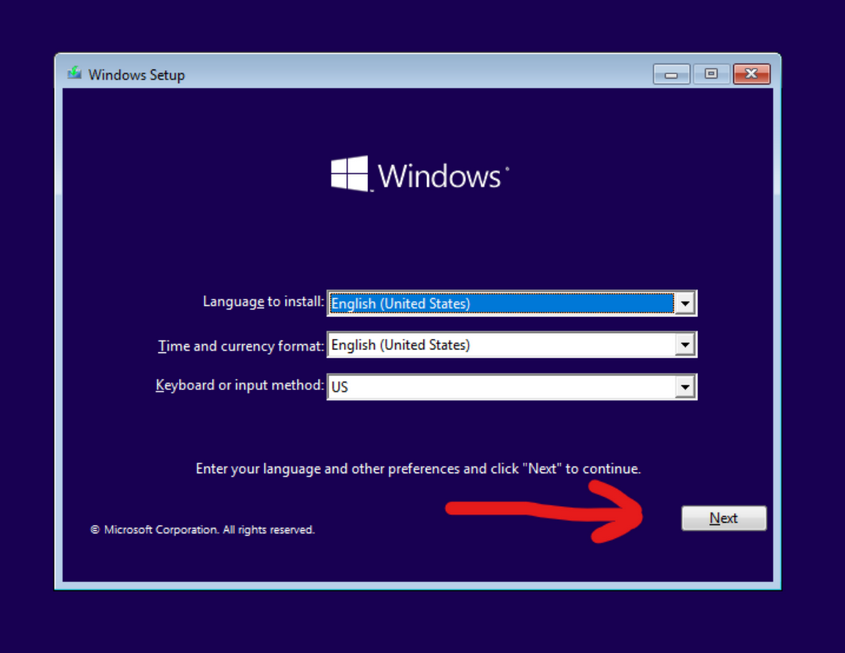 Windows Setup
Windows
Language to install: English (United States)
Time and currency format: English (United States)
Keyboard or input method: US
Enter your language and other preferences and click "Next" to continue.
Next
© Microsoft Corporation. All rights reserved.